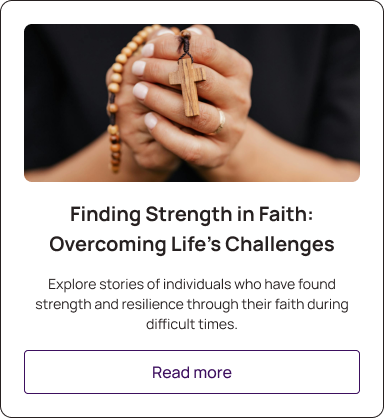 Finding Strength in Faith:
Overcoming Life's Challenges
Explore stories of individuals who have found
strength and resilience through their faith during
difficult times.
Read more